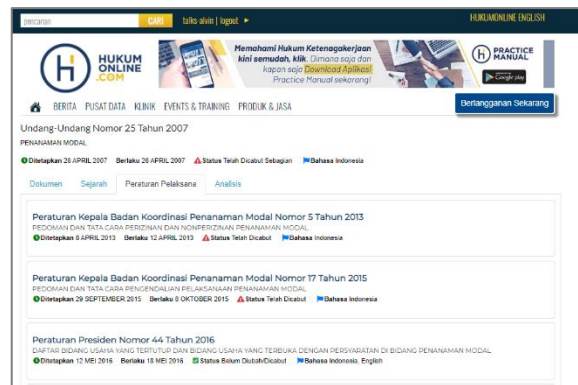 pencarian CARI talks alvin | logout ► HUKUMONLINE ENGLISH
H HUKUM ONLINE .COM
Memahami Hukum Ketenagakerjaan
kini semudah, klik. Dimana saja dan
kapan saja Download Aplikasi
Practice Manual sekarang!
H PRACTICE MANUAL
Google play
BERITA PUSAT DATA KLINIK EVENTS & TRAINING PRODUK & JASA Berlangganan Sekarang
Undang-Undang Nomor 25 Tahun 2007
PENANAMAN MODAL
Ditetapkan 26 APRIL 2007 Berlaku 26 APRIL 2007 Status Telah Dicabut Sebagian Bahasa Indonesia
Dokumen Sejarah Peraturan Pelaksana Analisis
Peraturan Kepala Badan Koordinasi Penanaman Modal Nomor 5 Tahun 2013
PEDOMAN DAN TATA CARA PERIZINAN DAN NONPERIZINAN PENANAMAN MODAL
Ditetapkan 8 APRIL 2013 Berlaku 12 APRIL 2013 Status Telah Dicabut Bahasa Indonesia
Peraturan Kepala Badan Koordinasi Penanaman Modal Nomor 17 Tahun 2015
PEDOMAN DAN TATA CARA PENGENDALIAN PELAKSANAAN PENANAMAN MODAL
Ditetapkan 29 SEPTEMBER 2015 Berlaku 8 OKTOBER 2015 Status Telah Dicabut Bahasa Indonesia
Peraturan Presiden Nomor 44 Tahun 2016
DAFTAR BIDANG USAHA YANG TERTUTUP DAN BIDANG USAHA YANG TERBUKA DENGAN PERSYARATAN DI BIDANG PENANAMAN MODAL
Ditetapkan 12 MEI 2016 Berlaku 18 MEI 2016 Status Belum Diubah/Dicabut Bahasa Indonesia, English